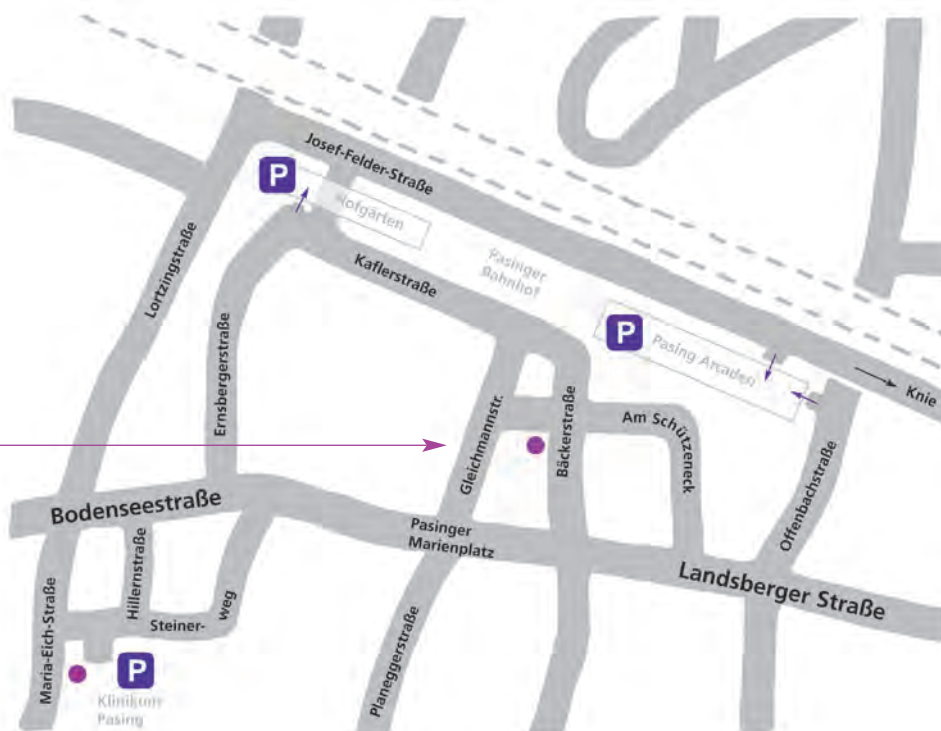 Josef-Felder-Straße
P
Hofgärten
Lortzingstraße
Kaflerstraße
Pasinger
Bahnhof
Ernsbergerstraße
P
Pasing Arcaden
Knie
Gleichmannstr.
Bäckerstraße
Am Schützeneck
Offenbachstraße
Bodenseestraße
Pasinger
Marienplatz
Landsberger Straße
Hillernstraße
Steiner-
weg
Maria-Eich-Straße
Planeggerstraße
P
Klinikum
Pasing